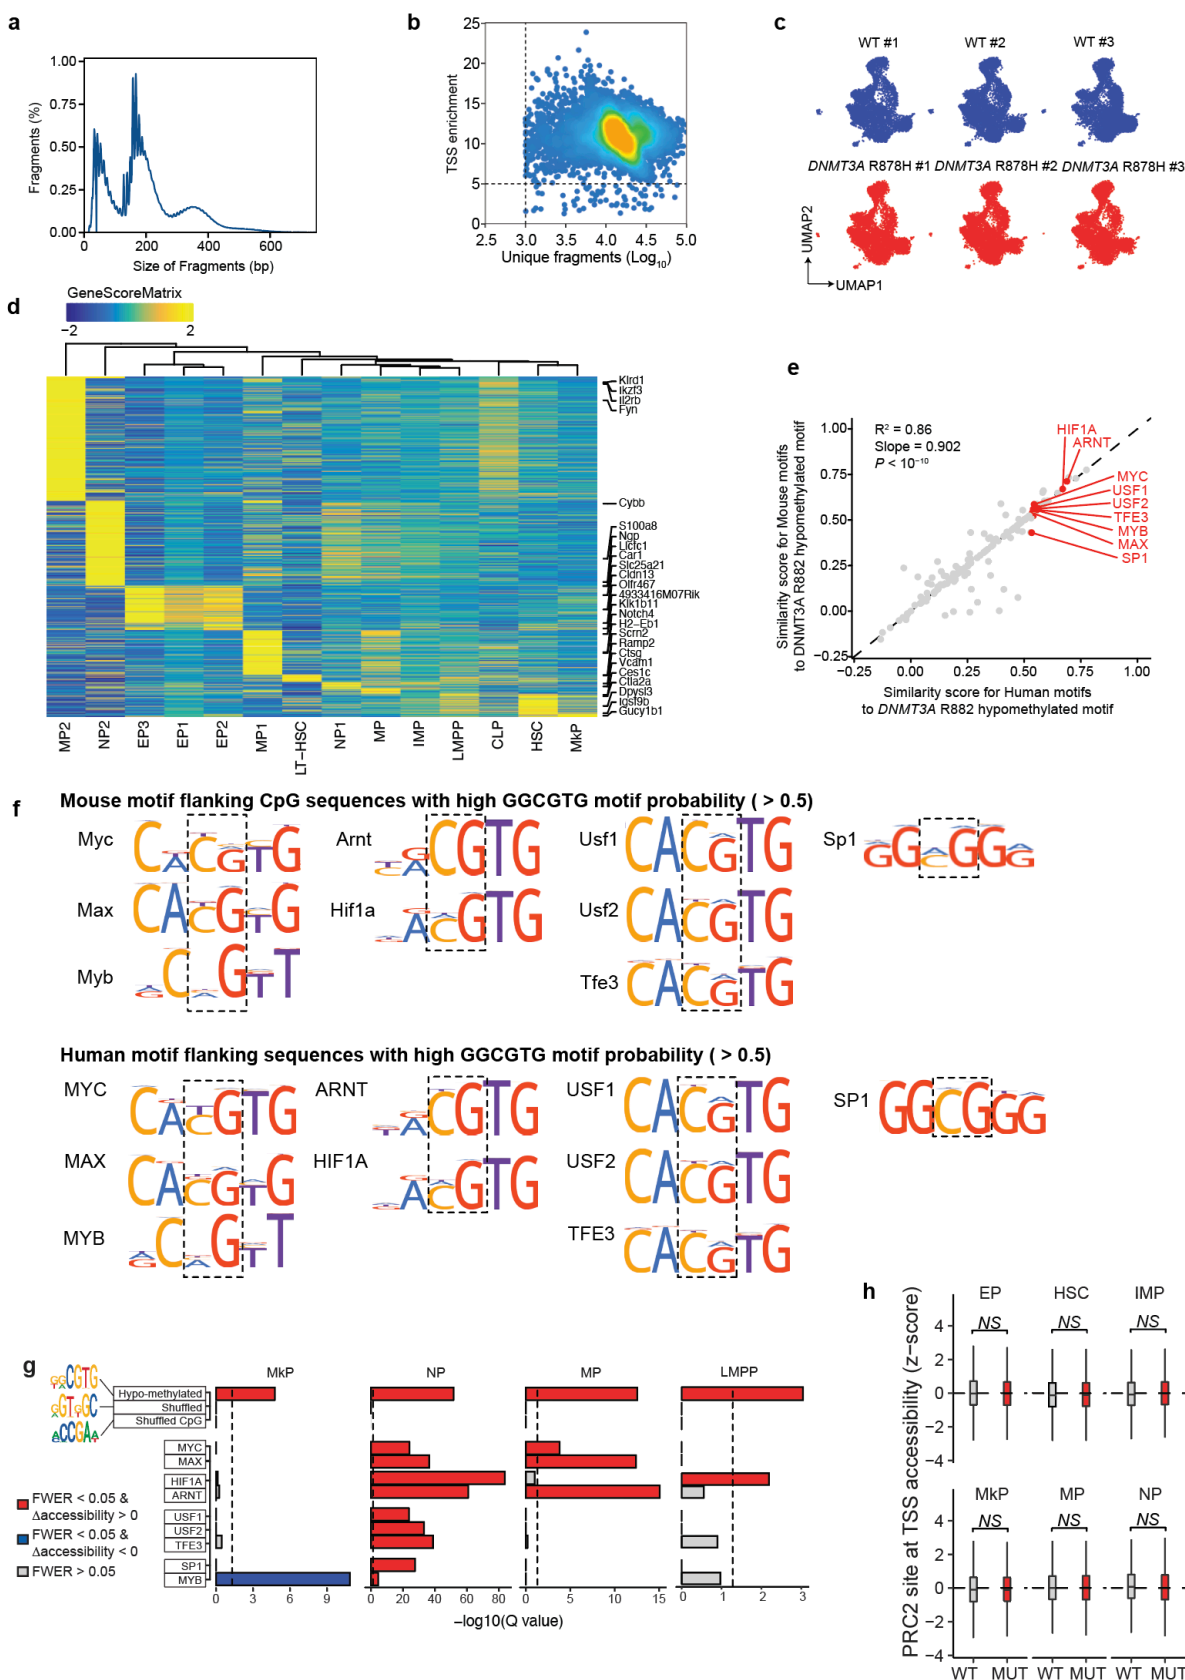 a
1.00
0.75
0.50
0.25
0.00
Fragments (%)
0
200
400
600
Size of Fragments (bp)
b
25
20
15
10
5
0
TSS enrichment
2.5
3.0
3.5
4.0
4.5
5.0
Unique fragments (Log10)
c
WT #1
WT #2
WT #3
DNMT3A R878H #1
DNMT3A R878H #2
DNMT3A R878H #3
UMAP2
UMAP1
d
GeneScoreMatrix
−2
2
Klrd1
Ikzf3
Il2rb
Fyn
Cybb
S100a8
Ngp
Car1
Slc25a21
Cldn13
Olfr467
4933416M07Rik
Klk1b11
Notch4
H2−Eb1
Scrn2
Ramp2
Ctsg
Vcam1
Ces1c
Ctla2a
Dpysl3
Igsf9b
Gucy1b1
MP2
NP2
EP3
EP1
EP2
MP1
LT−HSC
NP1
MP
IMP
LMPP
CLP
HSC
MkP
e
R2 = 0.86
Slope = 0.902
P < 10−10
HIF1A
ARNT
MYC
USF1
USF2
TFE3
MYB
MAX
SP1
1.00
0.75
0.50
0.25
0.00
−0.25
Similarity score for Mouse motifs
to DNMT3A R882 hypomethylated motif
−0.25
0.00
0.25
0.50
0.75
1.00
Similarity score for Human motifs
to DNMT3A R882 hypomethylated motif
f
Mouse motif flanking CpG sequences with high GGCGTG motif probability ( > 0.5)
Myc
Arnt
Usf1
Sp1
Max
Hif1a
Usf2
Myb
Tfe3
Human motif flanking sequences with high GGCGTG motif probability ( > 0.5)
MYC
ARNT
USF1
SP1
MAX
HIF1A
USF2
MYB
TFE3
g
Hypo-methylated
Shuffled
Shuffled CpG
MYC
MAX
HIF1A
ARNT
USF1
USF2
TFE3
SP1
MYB
FWER < 0.05 &
Δaccessibility > 0
FWER < 0.05 &
Δaccessibility < 0
FWER > 0.05
MkP
NP
MP
LMPP
0 3 6 9
0 20 40 60 80
0 5 10 15
0 1 2 3
−log10(Q value)
h
PRC2 site at TSS accessibility (z−score)
EP
HSC
IMP
NS
NS
NS
4
2
0
−2
−4
MkP
MP
NP
NS
NS
NS
4
2
0
−2
−4
WT MUT
WT MUT
WT MUT